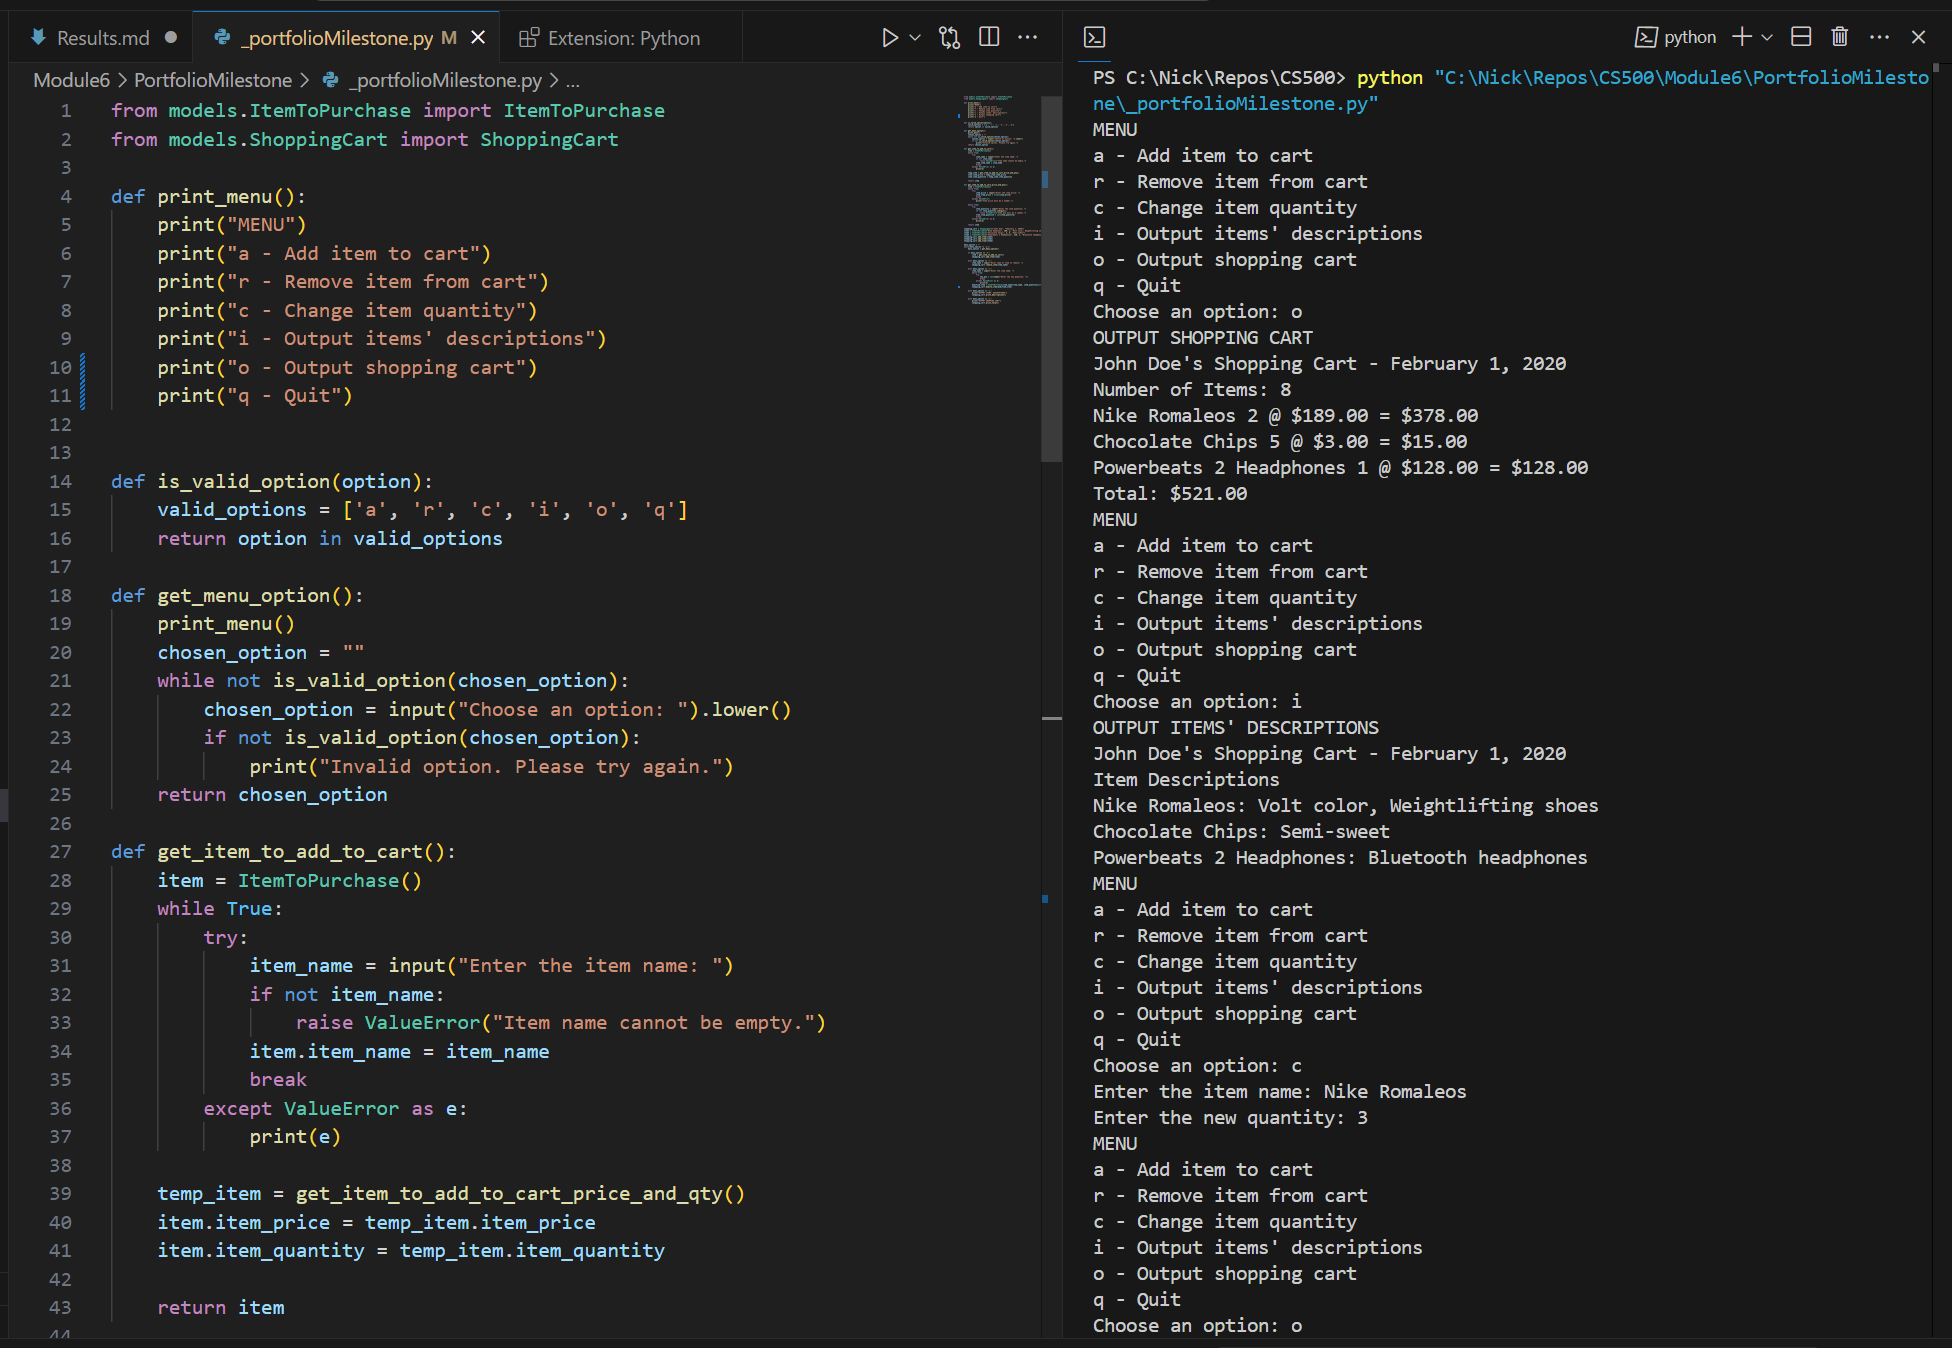 Results.md
_portfolioMilestone.py M
Extension: Python
Module6 > PortfolioMilestone > _portfolioMilestone.py > ...
1 from models.ItemToPurchase import ItemToPurchase
2 from models.ShoppingCart import ShoppingCart
3
4 def print_menu():
5     print("MENU")
6     print("a - Add item to cart")
7     print("r - Remove item from cart")
8     print("c - Change item quantity")
9     print("i - Output items' descriptions")
10     print("o - Output shopping cart")
11     print("q - Quit")
12
13
14 def is_valid_option(option):
15     valid_options = ['a', 'r', 'c', 'i', 'o', 'q']
16     return option in valid_options
17
18 def get_menu_option():
19     print_menu()
20     chosen_option = ""
21     while not is_valid_option(chosen_option):
22         chosen_option = input("Choose an option: ").lower()
23         if not is_valid_option(chosen_option):
24             print("Invalid option. Please try again.")
25     return chosen_option
26
27 def get_item_to_add_to_cart():
28     item = ItemToPurchase()
29     while True:
30         try:
31             item_name = input("Enter the item name: ")
32             if not item_name:
33                 raise ValueError("Item name cannot be empty.")
34             item.item_name = item_name
35             break
36         except ValueError as e:
37             print(e)
38
39     temp_item = get_item_to_add_to_cart_price_and_qty()
40     item.item_price = temp_item.item_price
41     item.item_quantity = temp_item.item_quantity
42
43     return item
44
python
PS C:\Nick\Repos\CS500> python "C:\Nick\Repos\CS500\Module6\PortfolioMilesto
ne\_portfolioMilestone.py"
MENU
a - Add item to cart
r - Remove item from cart
c - Change item quantity
i - Output items' descriptions
o - Output shopping cart
q - Quit
Choose an option: o
OUTPUT SHOPPING CART
John Doe's Shopping Cart - February 1, 2020
Number of Items: 8
Nike Romaleos 2 @ $189.00 = $378.00
Chocolate Chips 5 @ $3.00 = $15.00
Powerbeats 2 Headphones 1 @ $128.00 = $128.00
Total: $521.00
MENU
a - Add item to cart
r - Remove item from cart
c - Change item quantity
i - Output items' descriptions
o - Output shopping cart
q - Quit
Choose an option: i
OUTPUT ITEMS' DESCRIPTIONS
John Doe's Shopping Cart - February 1, 2020
Item Descriptions
Nike Romaleos: Volt color, Weightlifting shoes
Chocolate Chips: Semi-sweet
Powerbeats 2 Headphones: Bluetooth headphones
MENU
a - Add item to cart
r - Remove item from cart
c - Change item quantity
i - Output items' descriptions
o - Output shopping cart
q - Quit
Choose an option: c
Enter the item name: Nike Romaleos
Enter the new quantity: 3
MENU
a - Add item to cart
r - Remove item from cart
c - Change item quantity
i - Output items' descriptions
o - Output shopping cart
q - Quit
Choose an option: o